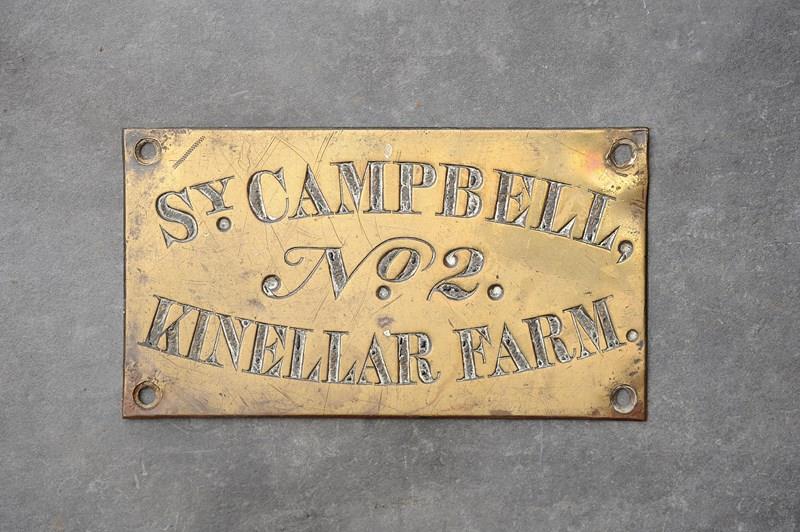 Sy. CAMPBELL,
No. 2.
KINELLAR FARM.